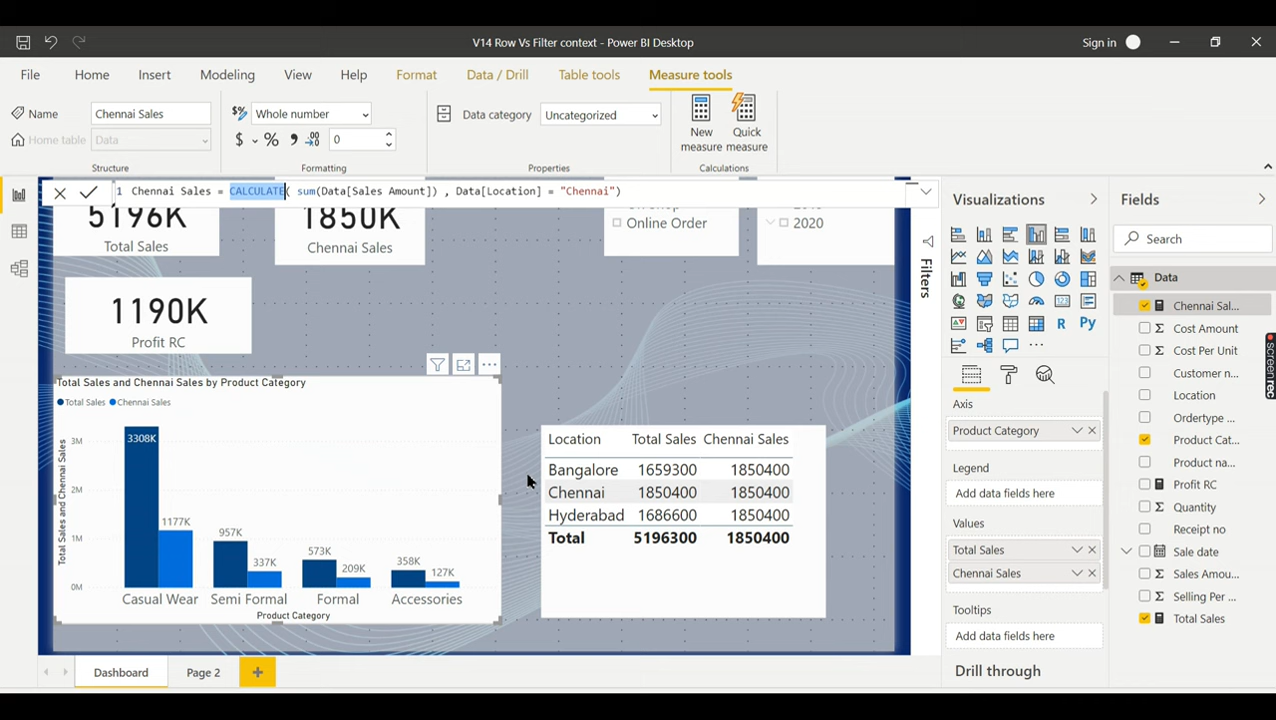 V14 Row Vs Filter context - Power BI Desktop
Sign in
File Home Insert Modeling View Help Format Data / Drill Table tools Measure tools
Name Chennai Sales
Home table Data
Structure
$% Whole number
$ % 9 .00 0
Formatting
Data category Uncategorized
Properties
New measure
Quick measure
Calculations
1 Chennai Sales = CALCULATE( sum(Data[Sales Amount]) , Data[Location] = "Chennai")
5196K
Total Sales
1850K
Chennai Sales
Online Order
2020
1190K
Profit RC
Total Sales and Chennai Sales by Product Category
Total Sales Chennai Sales
Total Sales and Chennai Sales
3M
2M
1M
0M
3308K
1177K
957K
337K
573K
209K
358K
127K
Casual Wear Semi Formal Formal Accessories
Product Category
Location Total Sales Chennai Sales
Bangalore 1659300 1850400
Chennai 1850400 1850400
Hyderabad 1686600 1850400
Total 5196300 1850400
Filters
Visualizations
R Py
Axis
Product Category
Legend
Add data fields here
Values
Total Sales
Chennai Sales
Tooltips
Add data fields here
Drill through
Fields
Search
Data
Chennai Sal...
Cost Amount
Cost Per Unit
Customer n...
Location
Ordertype ...
Product Cat...
Product na...
Profit RC
Quantity
Receipt no
Sale date
Sales Amou...
Selling Per ...
Total Sales
screenrec
Dashboard Page 2